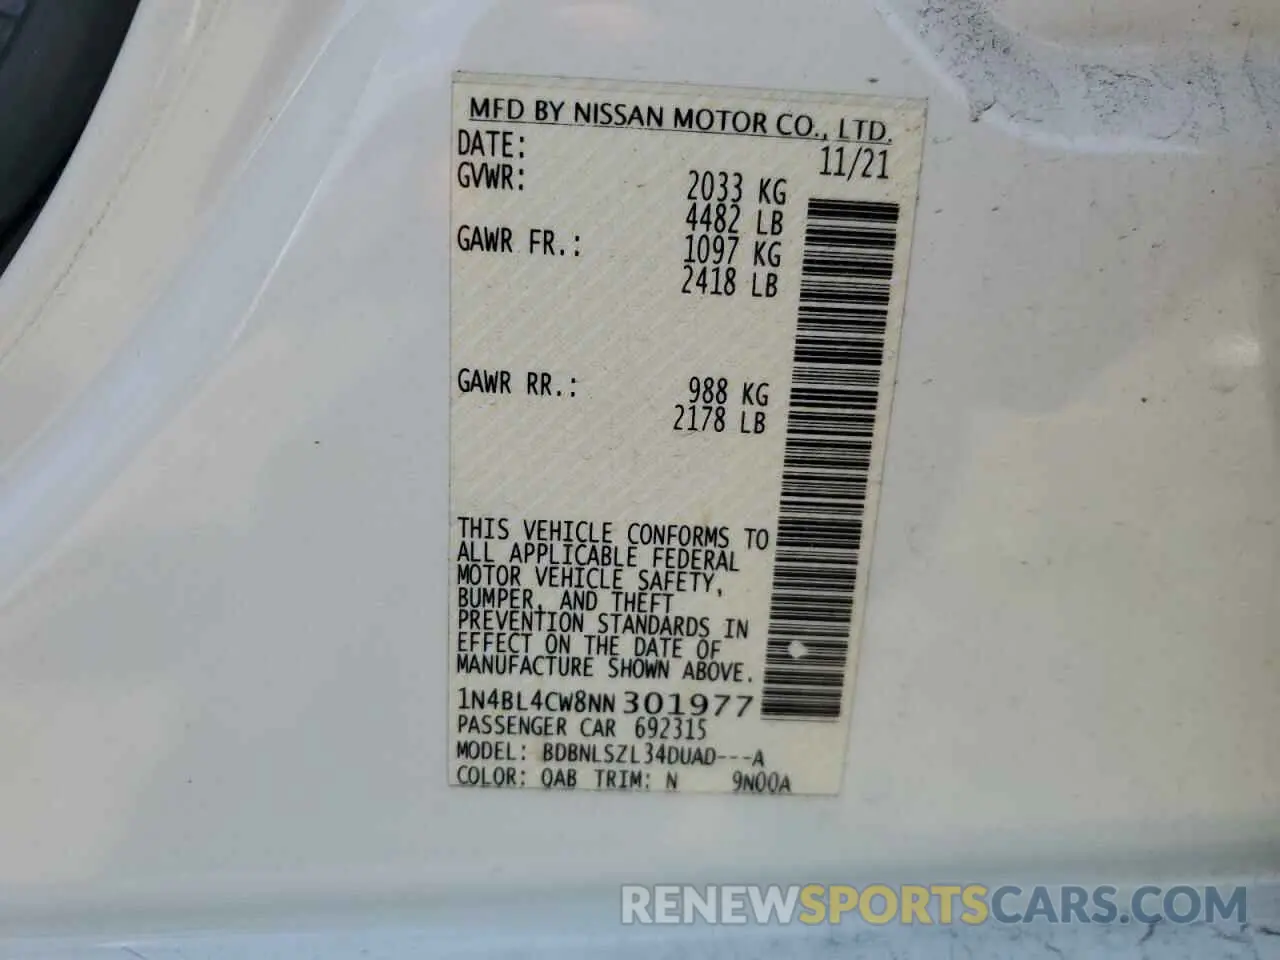 MFD BY NISSAN MOTOR CO., LTD.
DATE: 11/21
GVWR: 2033 KG
4482 LB
GAWR FR.: 1097 KG
2418 LB
GAWR RR.: 988 KG
2178 LB
THIS VEHICLE CONFORMS TO
ALL APPLICABLE FEDERAL
MOTOR VEHICLE SAFETY,
BUMPER, AND THEFT
PREVENTION STANDARDS IN
EFFECT ON THE DATE OF
MANUFACTURE SHOWN ABOVE.
1N4BL4CW8NN301977
PASSENGER CAR 692315
MODEL: BDBNLSZL34DUAD---A
COLOR: QAB TRIM: N 9N00A
RENEWSPORTSCARS.COM